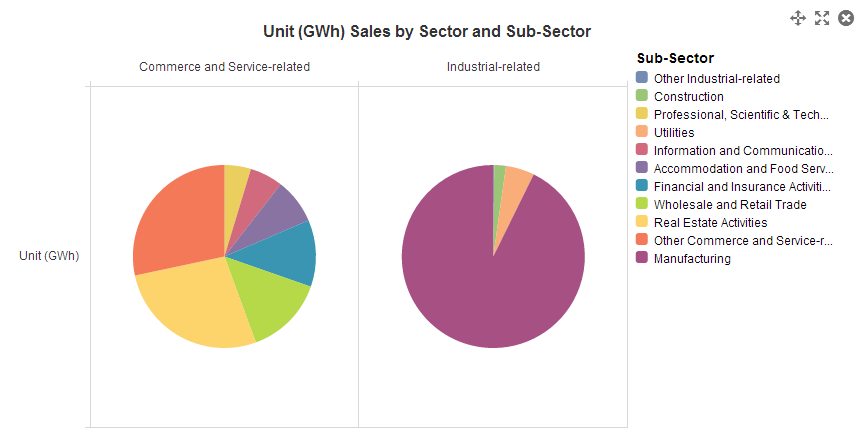 Unit (GWh) Sales by Sector and Sub-Sector
Commerce and Service-related
Industrial-related
Unit (GWh)
Sub-Sector
Other Industrial-related
Construction
Professional, Scientific & Tech...
Utilities
Information and Communicatio...
Accommodation and Food Serv...
Financial and Insurance Activiti...
Wholesale and Retail Trade
Real Estate Activities
Other Commerce and Service-r...
Manufacturing